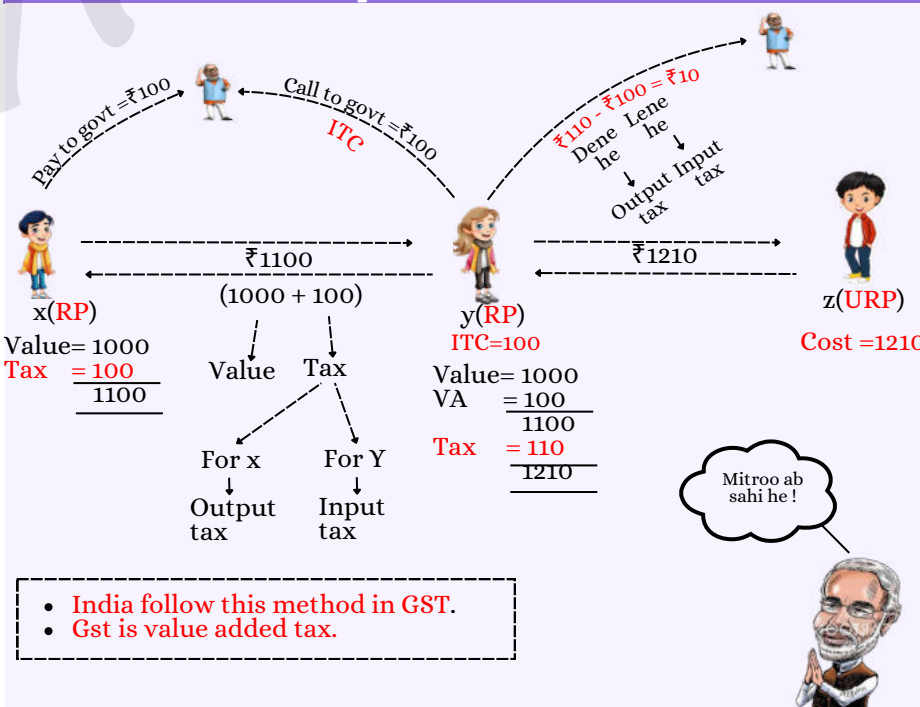 Pay to govt =₹100
Call to govt =₹100
ITC
₹110 - ₹100 = ₹10
Dene he
Lene he
Output tax
Input tax
₹1100
(1000 + 100)
₹1210
x(RP)
Value= 1000
Tax = 100
1100
Value Tax
For x For Y
Output tax
Input tax
y(RP)
ITC=100
Value= 1000
VA = 100
1100
Tax = 110
1210
z(URP)
Cost =1210
Mitroo ab
sahi he !
• India follow this method in GST.
• Gst is value added tax.